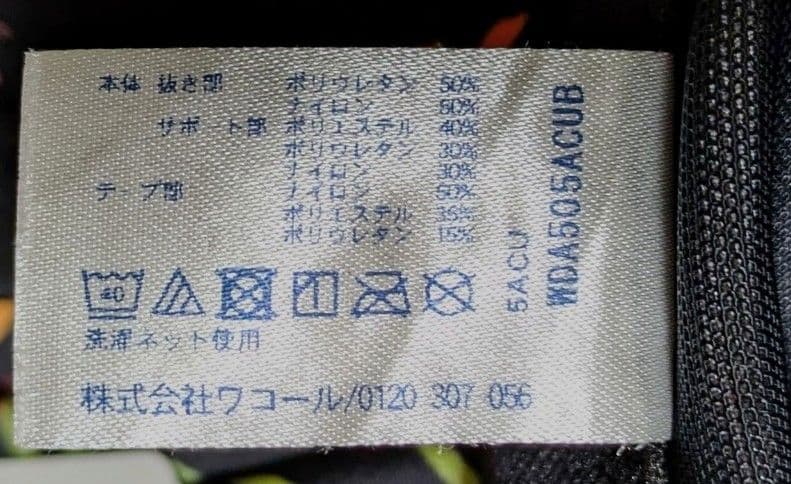 本体 抜き部 ポリウレタン 50%
ナイロン 50%
サポート部 ポリエステル 40%
ポリウレタン 30%
ナイロン 30%
テープ部 ナイロン 50%
ポリエステル 35%
ポリウレタン 15%
40
洗濯ネット使用
株式会社ワコール/0120 307 056
5ACU
WDA505ACUB